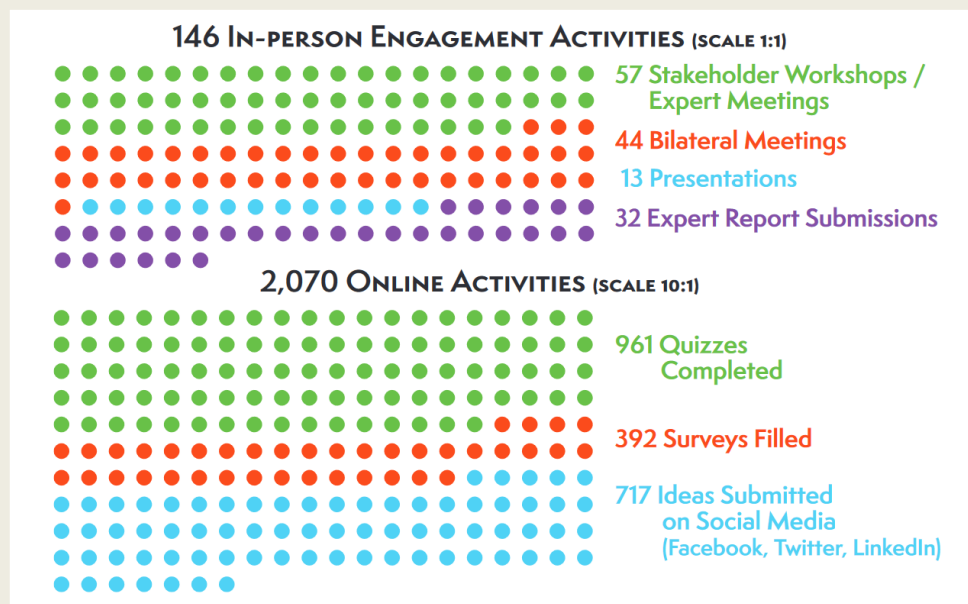 146 In-person Engagement Activities (scale 1:1)
57 Stakeholder Workshops /
Expert Meetings
44 Bilateral Meetings
13 Presentations
32 Expert Report Submissions
2,070 Online Activities (scale 10:1)
961 Quizzes
Completed
392 Surveys Filled
717 Ideas Submitted
on Social Media
(Facebook, Twitter, LinkedIn)